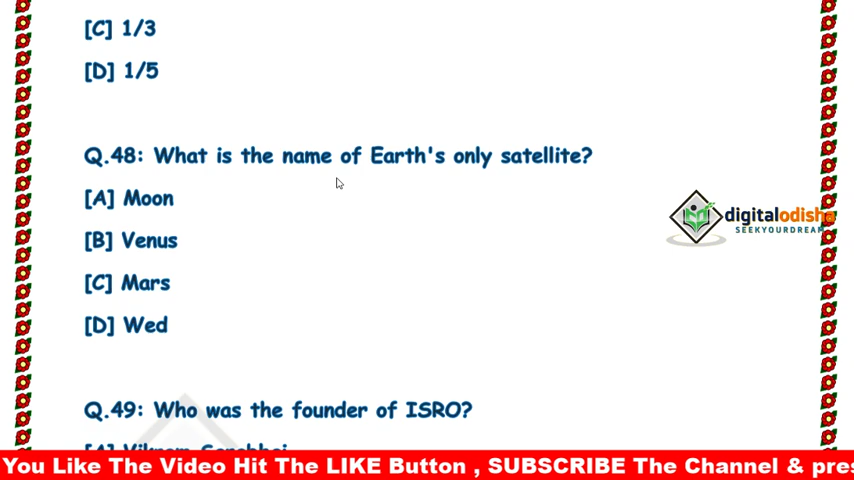 [C] 1/3
[D] 1/5
Q.48: What is the name of Earth's only satellite?
[A] Moon
[B] Venus
[C] Mars
[D] Wed
digitalodisha
SEEKYOURDREAM
Q.49: Who was the founder of ISRO?
[A] Vikram Sarabhai
You Like The Video Hit The LIKE Button , SUBSCRIBE The Channel & pres